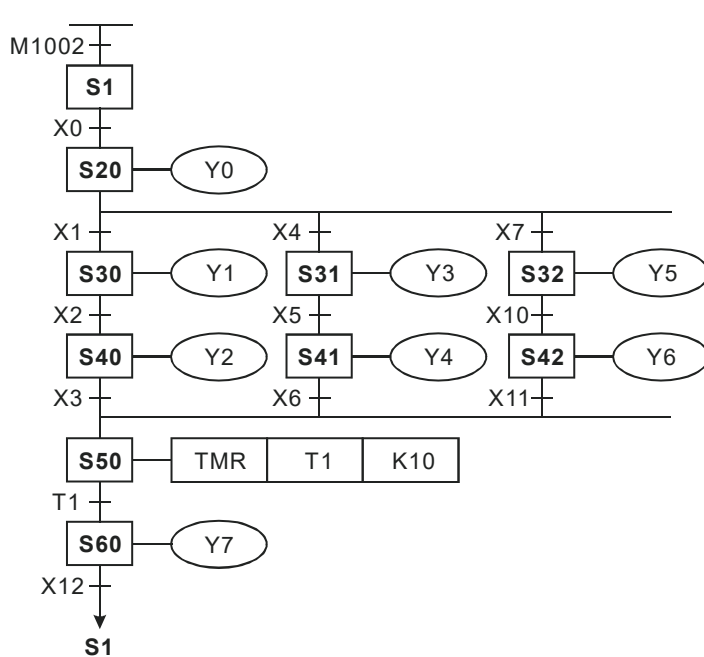 M1002
S1
X0
S20 Y0
X1 X4 X7
S30 Y1 S31 Y3 S32 Y5
X2 X5 X10
S40 Y2 S41 Y4 S42 Y6
X3 X6 X11
S50 TMR T1 K10
T1
S60 Y7
X12
S1